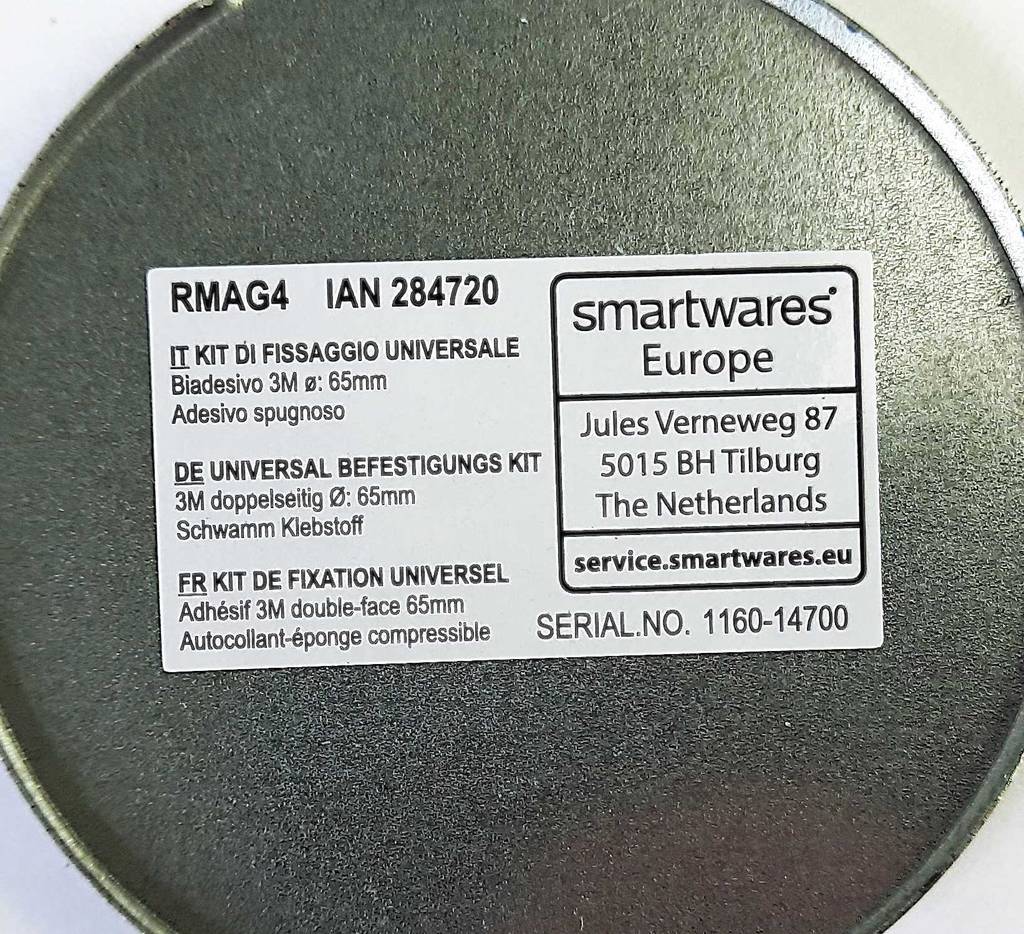 RMAG4 IAN 284720
IT KIT DI FISSAGGIO UNIVERSALE
Biadesivo 3M ø: 65mm
Adesivo spugnoso
DE UNIVERSAL BEFESTIGUNGS KIT
3M doppelseitig Ø: 65mm
Schwamm Klebstoff
FR KIT DE FIXATION UNIVERSEL
Adhésif 3M double-face 65mm
Autocollant-éponge compressible
smartwares
Europe
Jules Verneweg 87
5015 BH Tilburg
The Netherlands
service.smartwares.eu
SERIAL.NO. 1160-14700